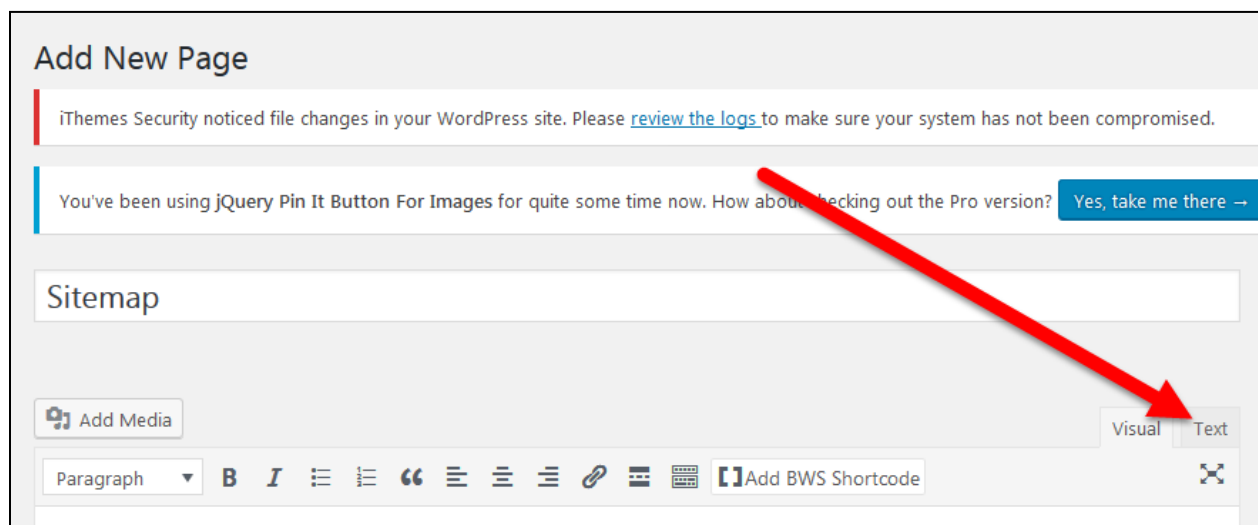 Add New Page
iThemes Security noticed file changes in your WordPress site. Please review the logs to make sure your system has not been compromised.
You've been using jQuery Pin It Button For Images for quite some time now. How about checking out the Pro version? Yes, take me there →
Sitemap
Add Media
Visual Text
Paragraph B I Add BWS Shortcode